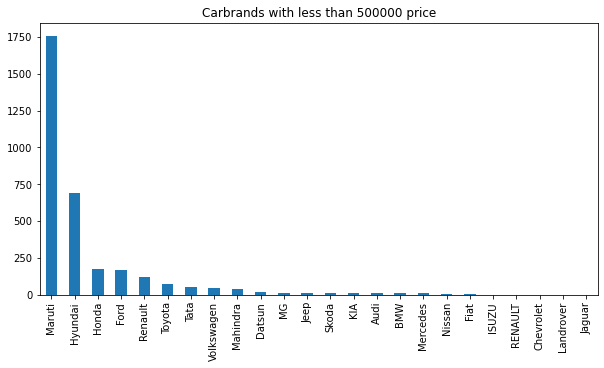 Carbrands with less than 500000 price
1750
1500
1250
1000
750
500
250
0
Maruti
Hyundai
Honda
Ford
Renault
Toyota
Tata
Volkswagen
Mahindra
Datsun
MG
Jeep
Skoda
KIA
Audi
BMW
Mercedes
Nissan
Fiat
ISUZU
RENAULT
Chevrolet
Landrover
Jaguar